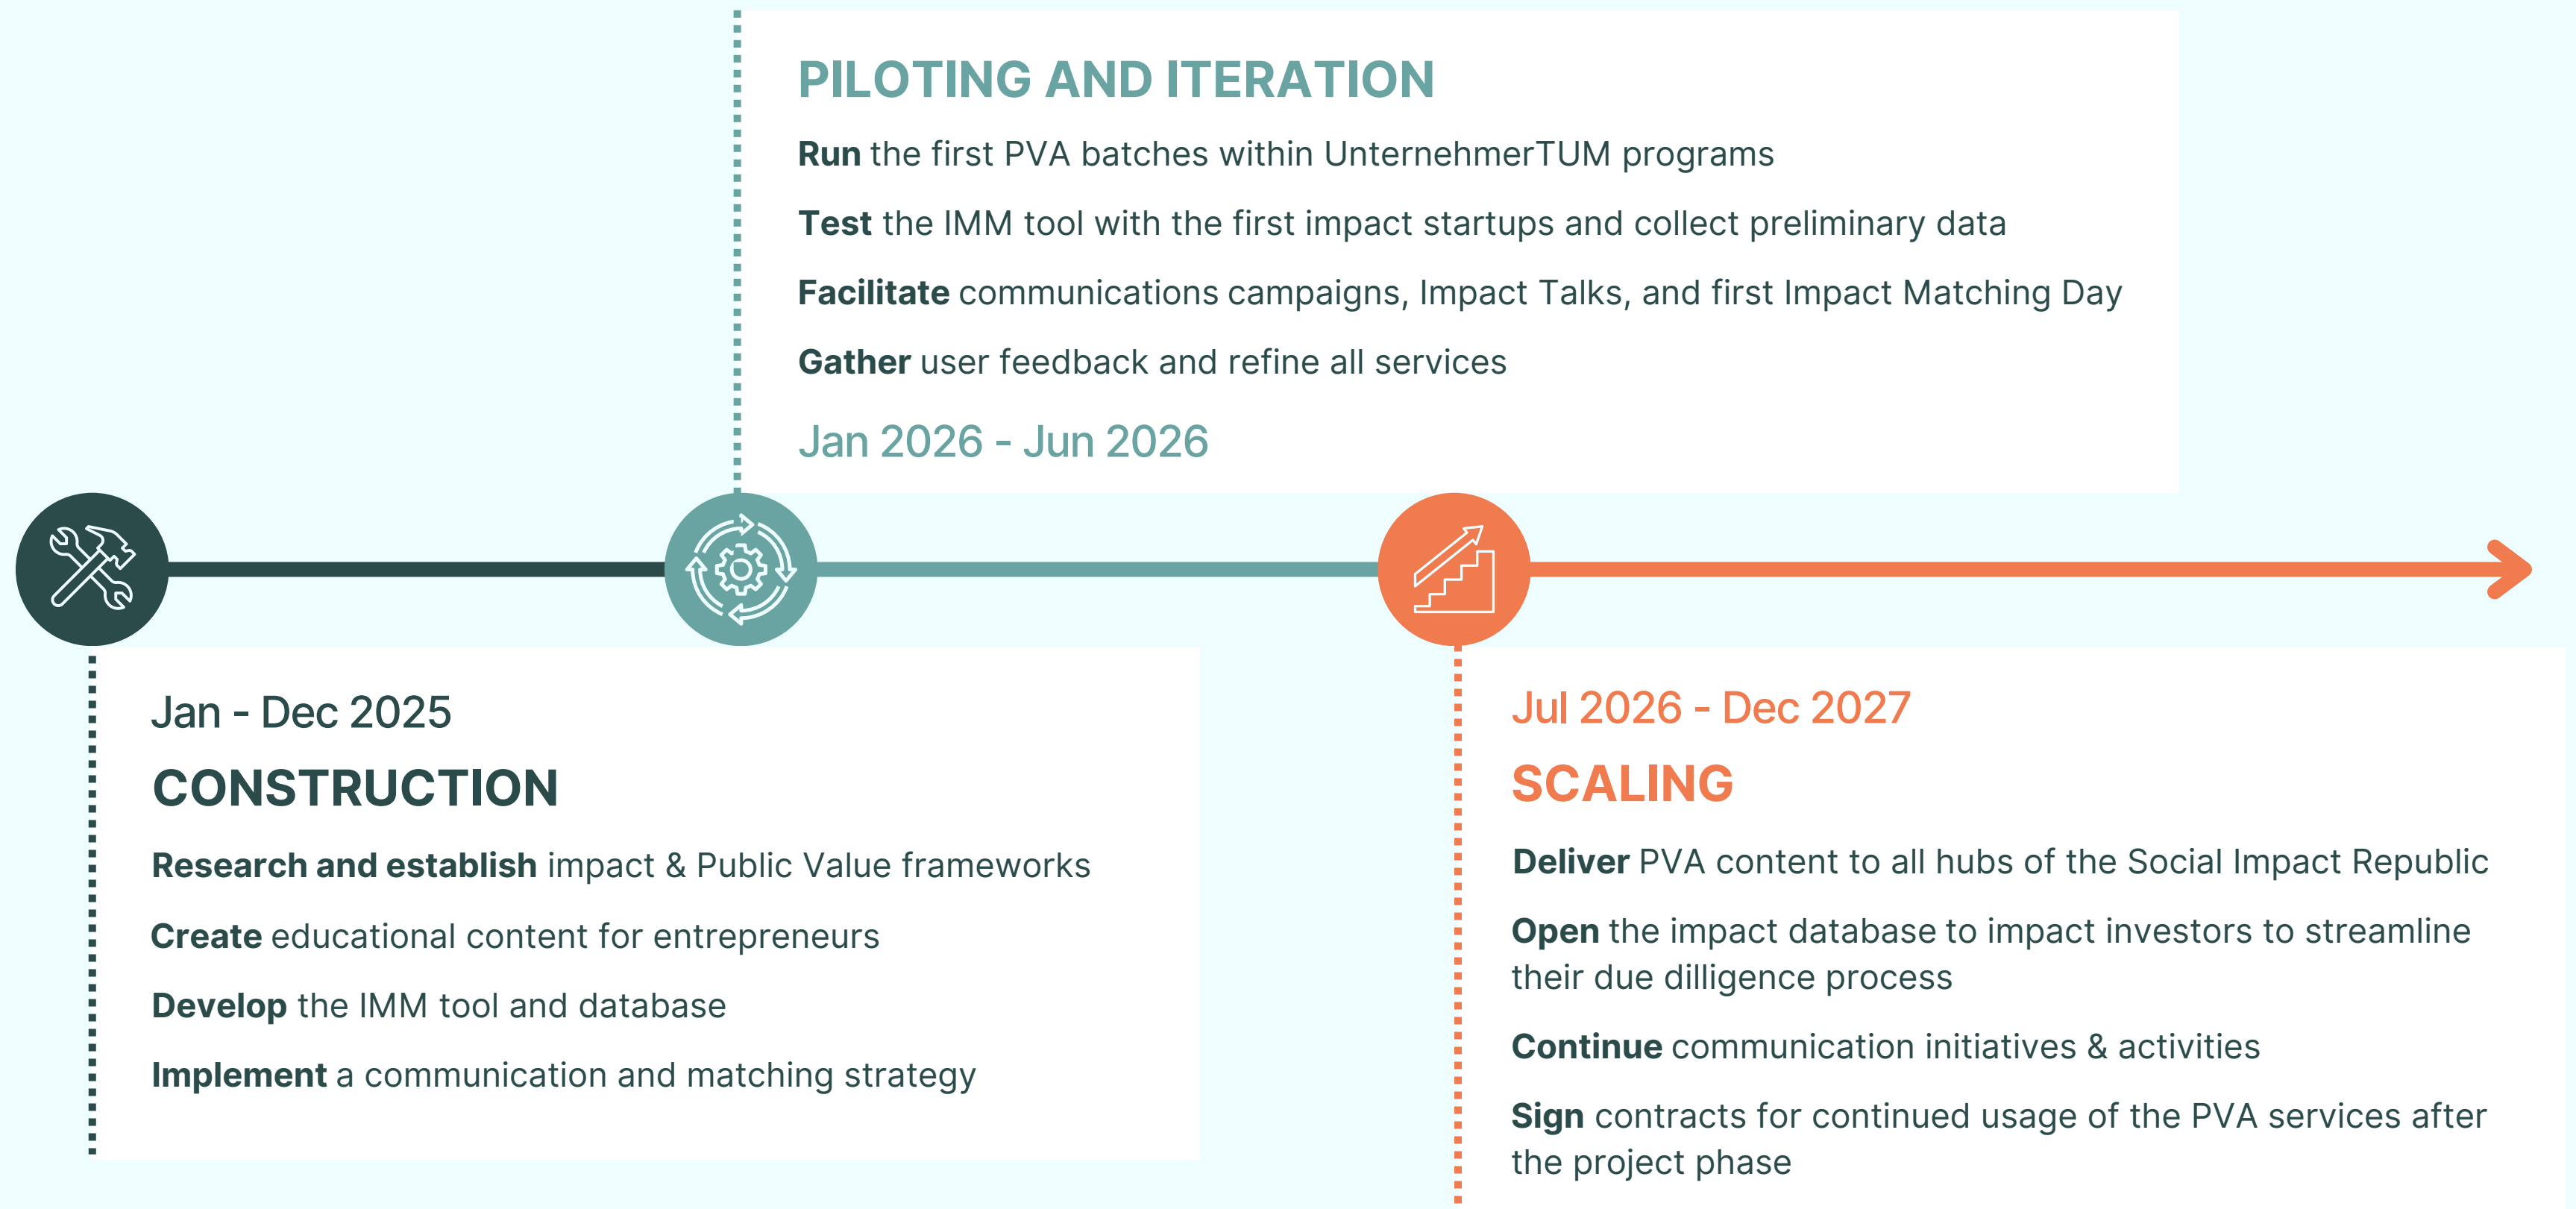 PILOTING AND ITERATION
Run the first PVA batches within UnternehmerTUM programs
Test the IMM tool with the first impact startups and collect preliminary data
Facilitate communications campaigns, Impact Talks, and first Impact Matching Day
Gather user feedback and refine all services
Jan 2026 - Jun 2026
Jan - Dec 2025
CONSTRUCTION
Research and establish impact & Public Value frameworks
Create educational content for entrepreneurs
Develop the IMM tool and database
Implement a communication and matching strategy
Jul 2026 - Dec 2027
SCALING
Deliver PVA content to all hubs of the Social Impact Republic
Open the impact database to impact investors to streamline
their due dilligence process
Continue communication initiatives & activities
Sign contracts for continued usage of the PVA services after
the project phase